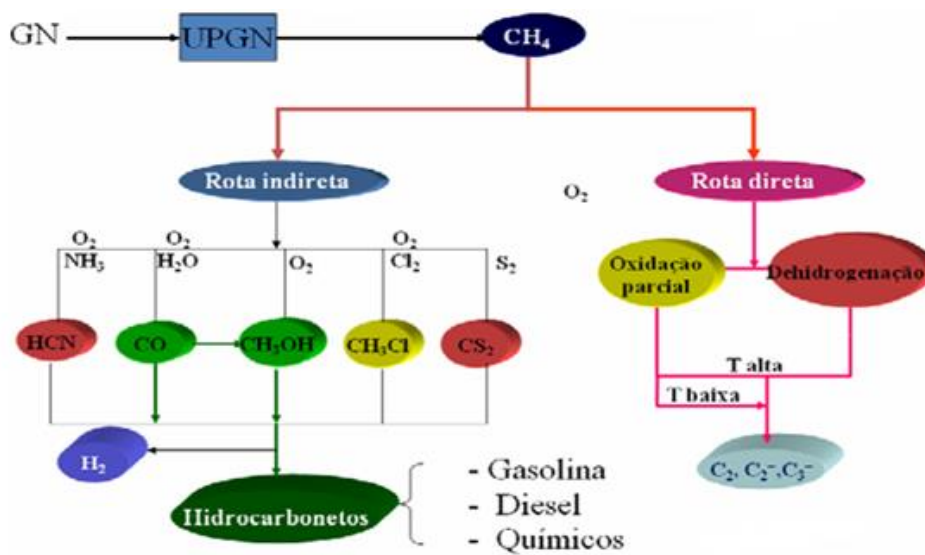 GN
UPGN
CH₄
Rota indireta
Rota direta
O₂
O₂
NH₃
O₂
H₂O
O₂
O₂
Cl₂
S₂
Oxidação
parcial
Dehidrogenação
HCN
CO
CH₃OH
CH₃Cl
CS₂
T alta
T baixa
H₂
C₂, C₂⁻, C₃⁻
Hidrocarbonetos
- Gasolina
- Diesel
- Químicos